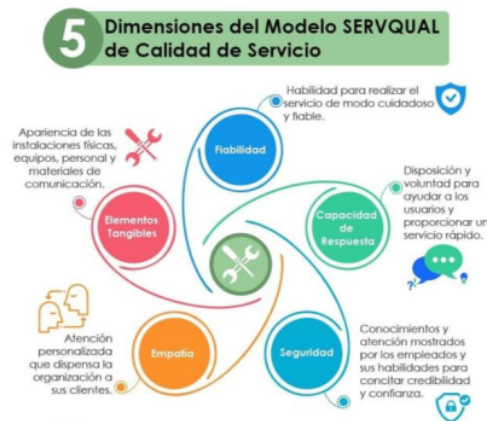 5
Dimensiones del Modelo SERVQUAL
de Calidad de Servicio
Habilidad para realizar el
servicio de modo cuidadoso
y fiable.
Fiabilidad
Apariencia de las
instalaciones físicas,
equipos, personal y
materiales de
comunicación.
Elementos
Tangibles
Disposición y
voluntad para
ayudar a los
usuarios y
proporcionar un
servicio rápido.
Capacidad
de
Respuesta
Atención
personalizada
que dispensa la
organización a
sus clientes.
Empatía
Seguridad
Conocimientos y
atención mostrados
por los empleados y
sus habilidades para
concitar credibilidad
y confianza.